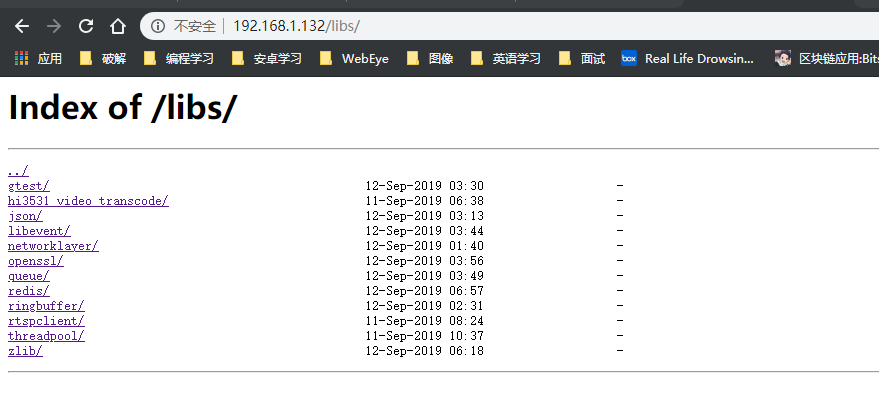 不安全 | 192.168.1.132/libs/
应用 破解 编程学习 安卓学习 WebEye 图像 英语学习 面试 Real Life Drowsin... 区块链应用:Bits
Index of /libs/
../
gtest/ 12-Sep-2019 03:30 -
hi3531_video_transcode/ 11-Sep-2019 06:38 -
json/ 12-Sep-2019 03:13 -
libevent/ 12-Sep-2019 03:44 -
networklayer/ 12-Sep-2019 01:40 -
openssl/ 12-Sep-2019 03:56 -
queue/ 12-Sep-2019 03:49 -
redis/ 12-Sep-2019 06:57 -
ringbuffer/ 12-Sep-2019 02:31 -
rtspclient/ 11-Sep-2019 08:24 -
threadpool/ 11-Sep-2019 10:37 -
zlib/ 12-Sep-2019 06:18 -